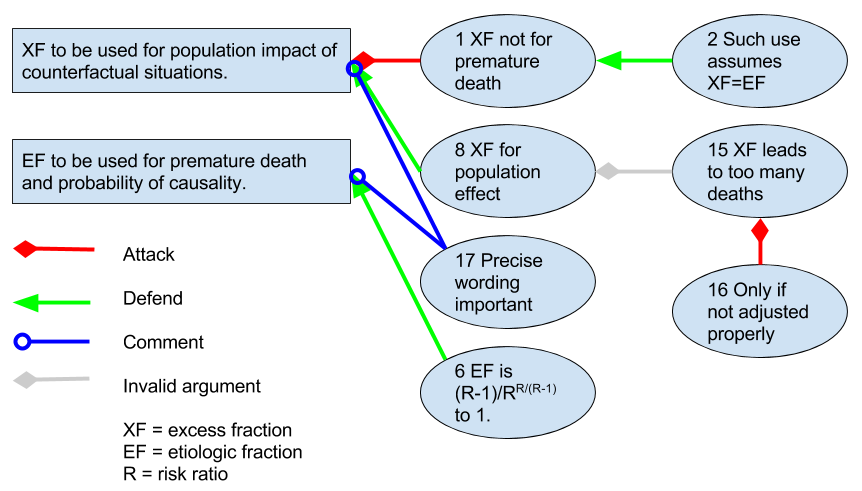 XF to be used for population impact of
counterfactual situations.
1 XF not for
premature
death
2 Such use
assumes
XF=EF
EF to be used for premature death
and probability of causality.
8 XF for
population
effect
15 XF leads
to too many
deaths
17 Precise
wording
important
16 Only if
not adjusted
properly
6 EF is
(R-1)/R^R/(R-1)
to 1.
Attack
Defend
Comment
Invalid argument
XF = excess fraction
EF = etiologic fraction
R = risk ratio